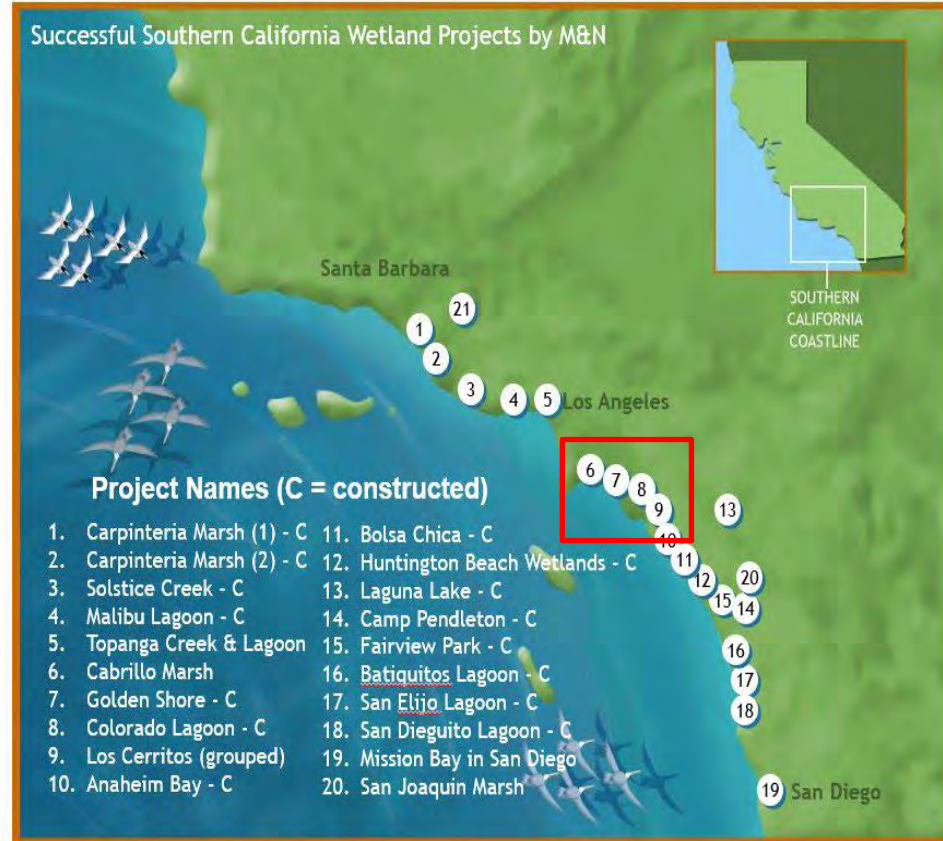 Successful Southern California Wetland Projects by M&N
SOUTHERN
CALIFORNIA
COASTLINE
Santa Barbara
21
1
2
3
4
5
Los Angeles
6
7
8
9
13
10
11
12
20
15
14
16
17
18
19
San Diego
Project Names (C = constructed)
1. Carpinteria Marsh (1) - C
2. Carpinteria Marsh (2) - C
3. Solstice Creek - C
4. Malibu Lagoon - C
5. Topanga Creek & Lagoon
6. Cabrillo Marsh
7. Golden Shore - C
8. Colorado Lagoon - C
9. Los Cerritos (grouped)
10. Anaheim Bay - C
11. Bolsa Chica - C
12. Huntington Beach Wetlands - C
13. Laguna Lake - C
14. Camp Pendleton - C
15. Fairview Park - C
16. Batiquitos Lagoon - C
17. San Elijo Lagoon - C
18. San Dieguito Lagoon - C
19. Mission Bay in San Diego
20. San Joaquin Marsh